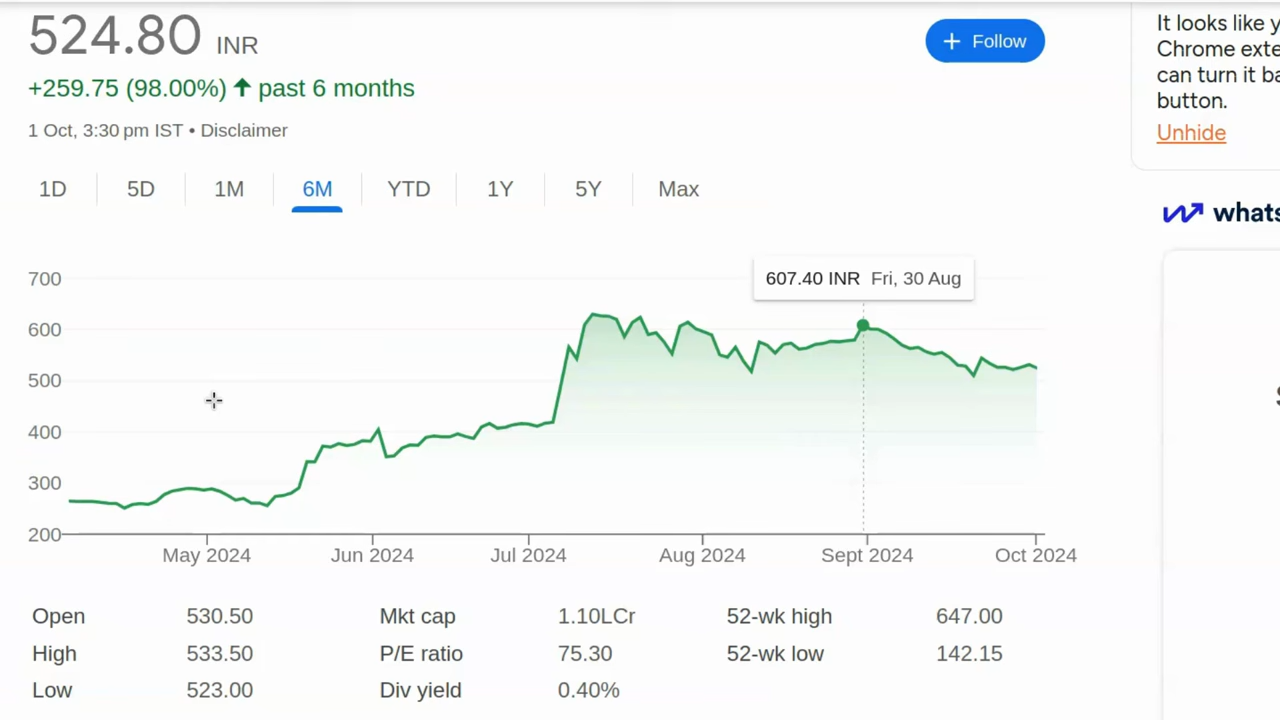 524.80 INR
+ Follow
+259.75 (98.00%) ↑ past 6 months
1 Oct, 3:30 pm IST • Disclaimer
1D 5D 1M 6M YTD 1Y 5Y Max
607.40 INR Fri, 30 Aug
700
600
500
400
300
200
May 2024 Jun 2024 Jul 2024 Aug 2024 Sept 2024 Oct 2024
Open 530.50 Mkt cap 1.10LCr 52-wk high 647.00
High 533.50 P/E ratio 75.30 52-wk low 142.15
Low 523.00 Div yield 0.40%
It looks like y
Chrome exte
can turn it ba
button.
Unhide
whats